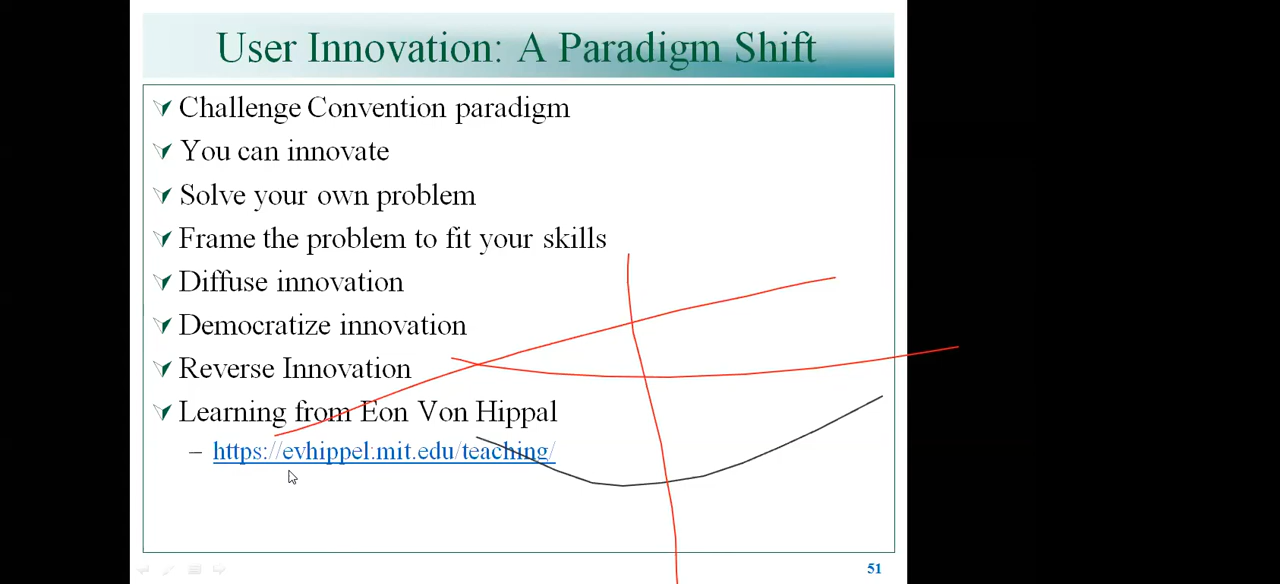 User Innovation: A Paradigm Shift
Challenge Convention paradigm
You can innovate
Solve your own problem
Frame the problem to fit your skills
Diffuse innovation
Democratize innovation
Reverse Innovation
Learning from Eon Von Hippal
– https://evhippel.mit.edu/teaching/
51